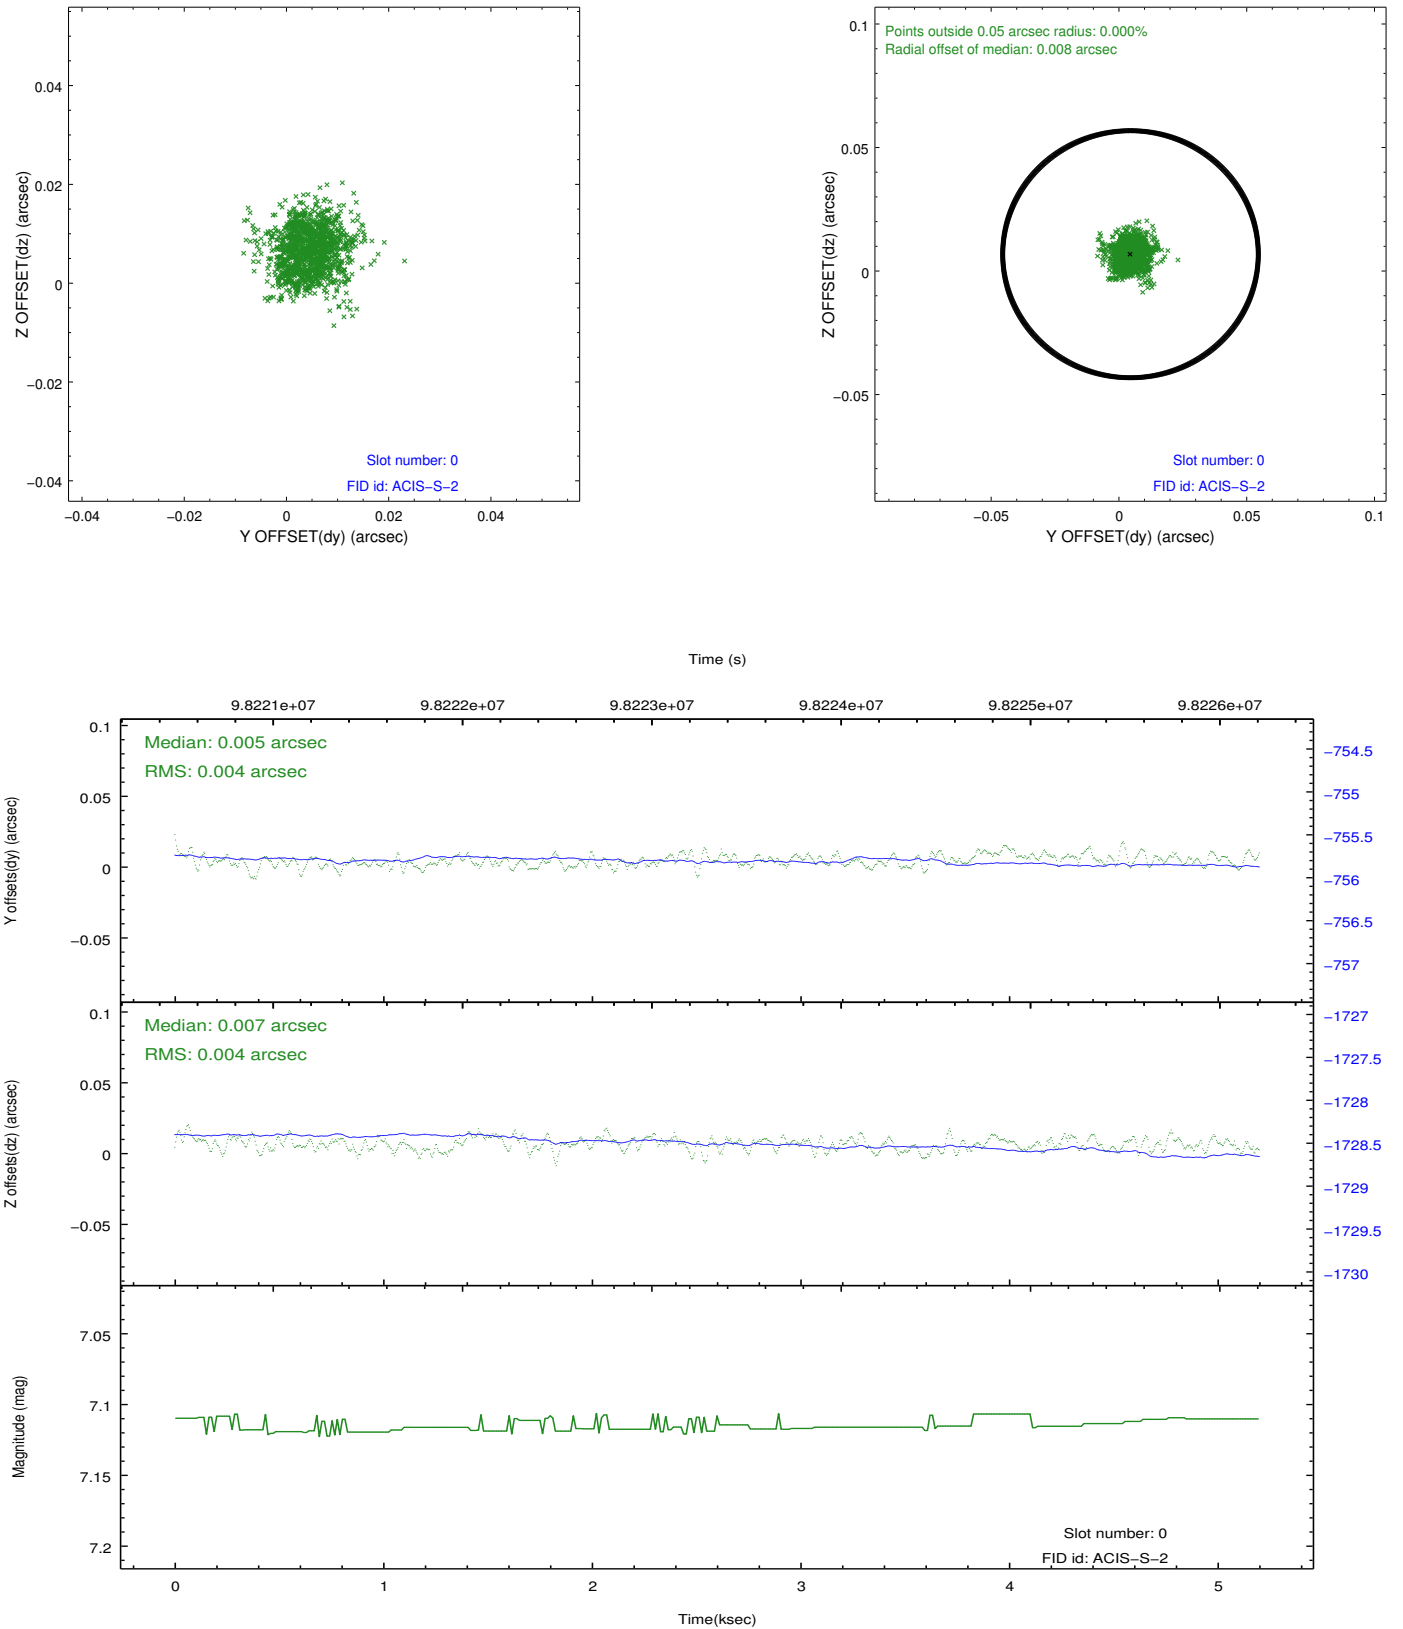 0.04
0.02
0
−0.02
−0.04
Z OFFSET(dz) (arcsec)
Slot number: 0
FID id: ACIS−S−2
−0.04 −0.02 0 0.02 0.04
Y OFFSET(dy) (arcsec)
Points outside 0.05 arcsec radius: 0.000%
Radial offset of median: 0.008 arcsec
0.1
0.05
0
−0.05
Z OFFSET(dz) (arcsec)
Slot number: 0
FID id: ACIS−S−2
−0.05 0 0.05 0.1
Y OFFSET(dy) (arcsec)
Time (s)
9.8221e+07 9.8222e+07 9.8223e+07 9.8224e+07 9.8225e+07 9.8226e+07
Median: 0.005 arcsec
RMS: 0.004 arcsec
0.1
0.05
0
−0.05
Y offsets(dy) (arcsec)
−754.5
−755
−755.5
−756
−756.5
−757
Median: 0.007 arcsec
RMS: 0.004 arcsec
0.1
0.05
0
−0.05
Z offsets(dz) (arcsec)
−1727
−1727.5
−1728
−1728.5
−1729
−1729.5
−1730
7.05
7.1
7.15
7.2
Magnitude (mag)
Slot number: 0
FID id: ACIS−S−2
0 1 2 3 4 5
Time(ksec)